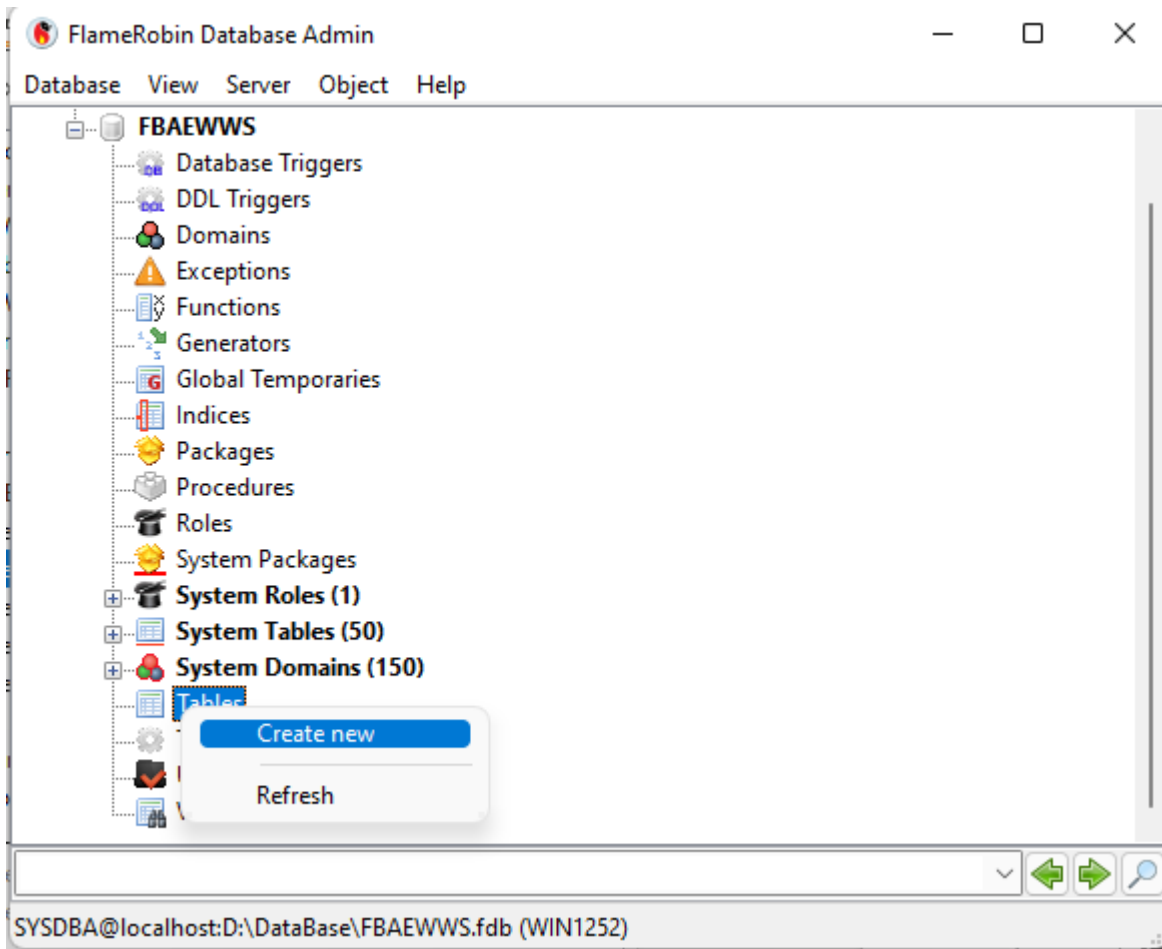 FlameRobin Database Admin
Database View Server Object Help
FBAEWWS
Database Triggers
DDL Triggers
Domains
Exceptions
Functions
Generators
Global Temporaries
Indices
Packages
Procedures
Roles
System Packages
System Roles (1)
System Tables (50)
System Domains (150)
Tables
Create new
Refresh
SYSDBA@localhost:D:\DataBase\FBAEWWS.fdb (WIN1252)